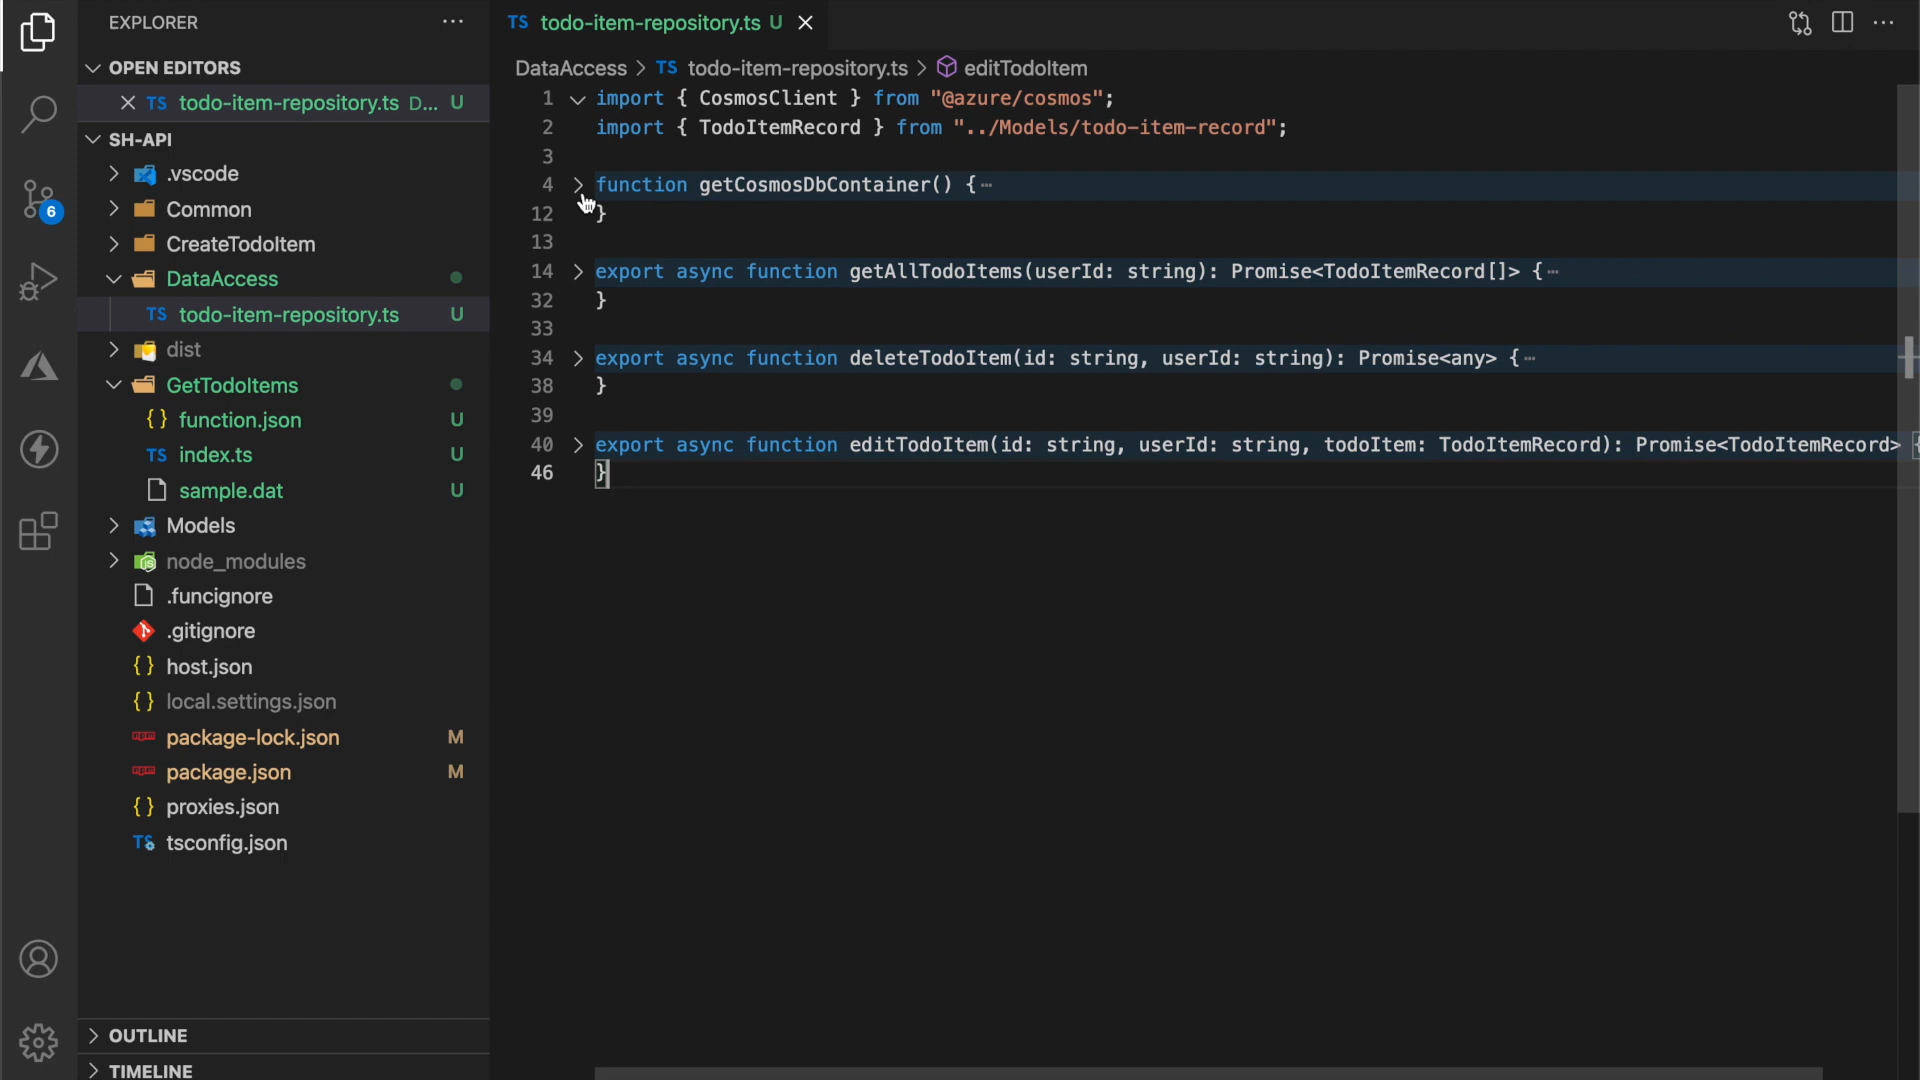 EXPLORER
OPEN EDITORS
TS todo-item-repository.ts D... U
SH-API
.vscode
Common
CreateTodoItem
DataAccess
TS todo-item-repository.ts U
dist
GetTodoItems
{} function.json U
TS index.ts U
sample.dat U
Models
node_modules
.funcignore
.gitignore
{} host.json
{} local.settings.json
package-lock.json M
package.json M
{} proxies.json
TS tsconfig.json
OUTLINE
TIMELINE
6
TS todo-item-repository.ts U
DataAccess > TS todo-item-repository.ts > editTodoItem
1 import { CosmosClient } from "@azure/cosmos";
2 import { TodoItemRecord } from "../Models/todo-item-record";
3
4 function getCosmosDbContainer() {…
12 }
13
14 export async function getAllTodoItems(userId: string): Promise<TodoItemRecord[]> {…
32 }
33
34 export async function deleteTodoItem(id: string, userId: string): Promise<any> {…
38 }
39
40 export async function editTodoItem(id: string, userId: string, todoItem: TodoItemRecord): Promise<TodoItemRecord> {
46 }